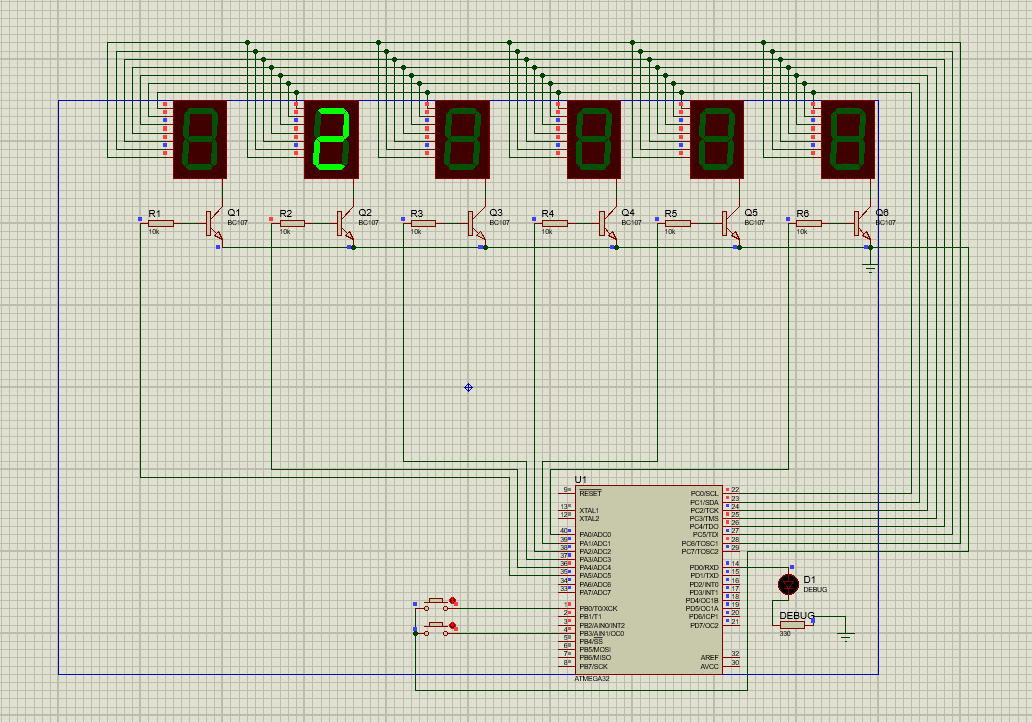 2
R1
10k
Q1
BC107
R2
10k
Q2
BC107
R3
10k
Q3
BC107
R4
10k
Q4
BC107
R5
10k
Q5
BC107
R6
10k
Q6
BC107
U1
9
RESET
13
XTAL1
12
XTAL2
40
PA0/ADC0
39
PA1/ADC1
38
PA2/ADC2
37
PA3/ADC3
36
PA4/ADC4
35
PA5/ADC5
34
PA6/ADC6
33
PA7/ADC7
1
PB0/T0/XCK
2
PB1/T1
3
PB2/AIN0/INT2
4
PB3/AIN1/OC0
5
PB4/SS
6
PB5/MOSI
7
PB6/MISO
8
PB7/SCK
PC0/SCL
22
PC1/SDA
23
PC2/TCK
24
PC3/TMS
25
PC4/TDO
26
PC5/TDI
27
PC6/TOSC1
28
PC7/TOSC2
29
PD0/RXD
14
PD1/TXD
15
PD2/INT0
16
PD3/INT1
17
PD4/OC1B
18
PD5/OC1A
19
PD6/ICP1
20
PD7/OC2
21
AREF
32
AVCC
30
ATMEGA32
D1
DEBUG
DEBUG
330